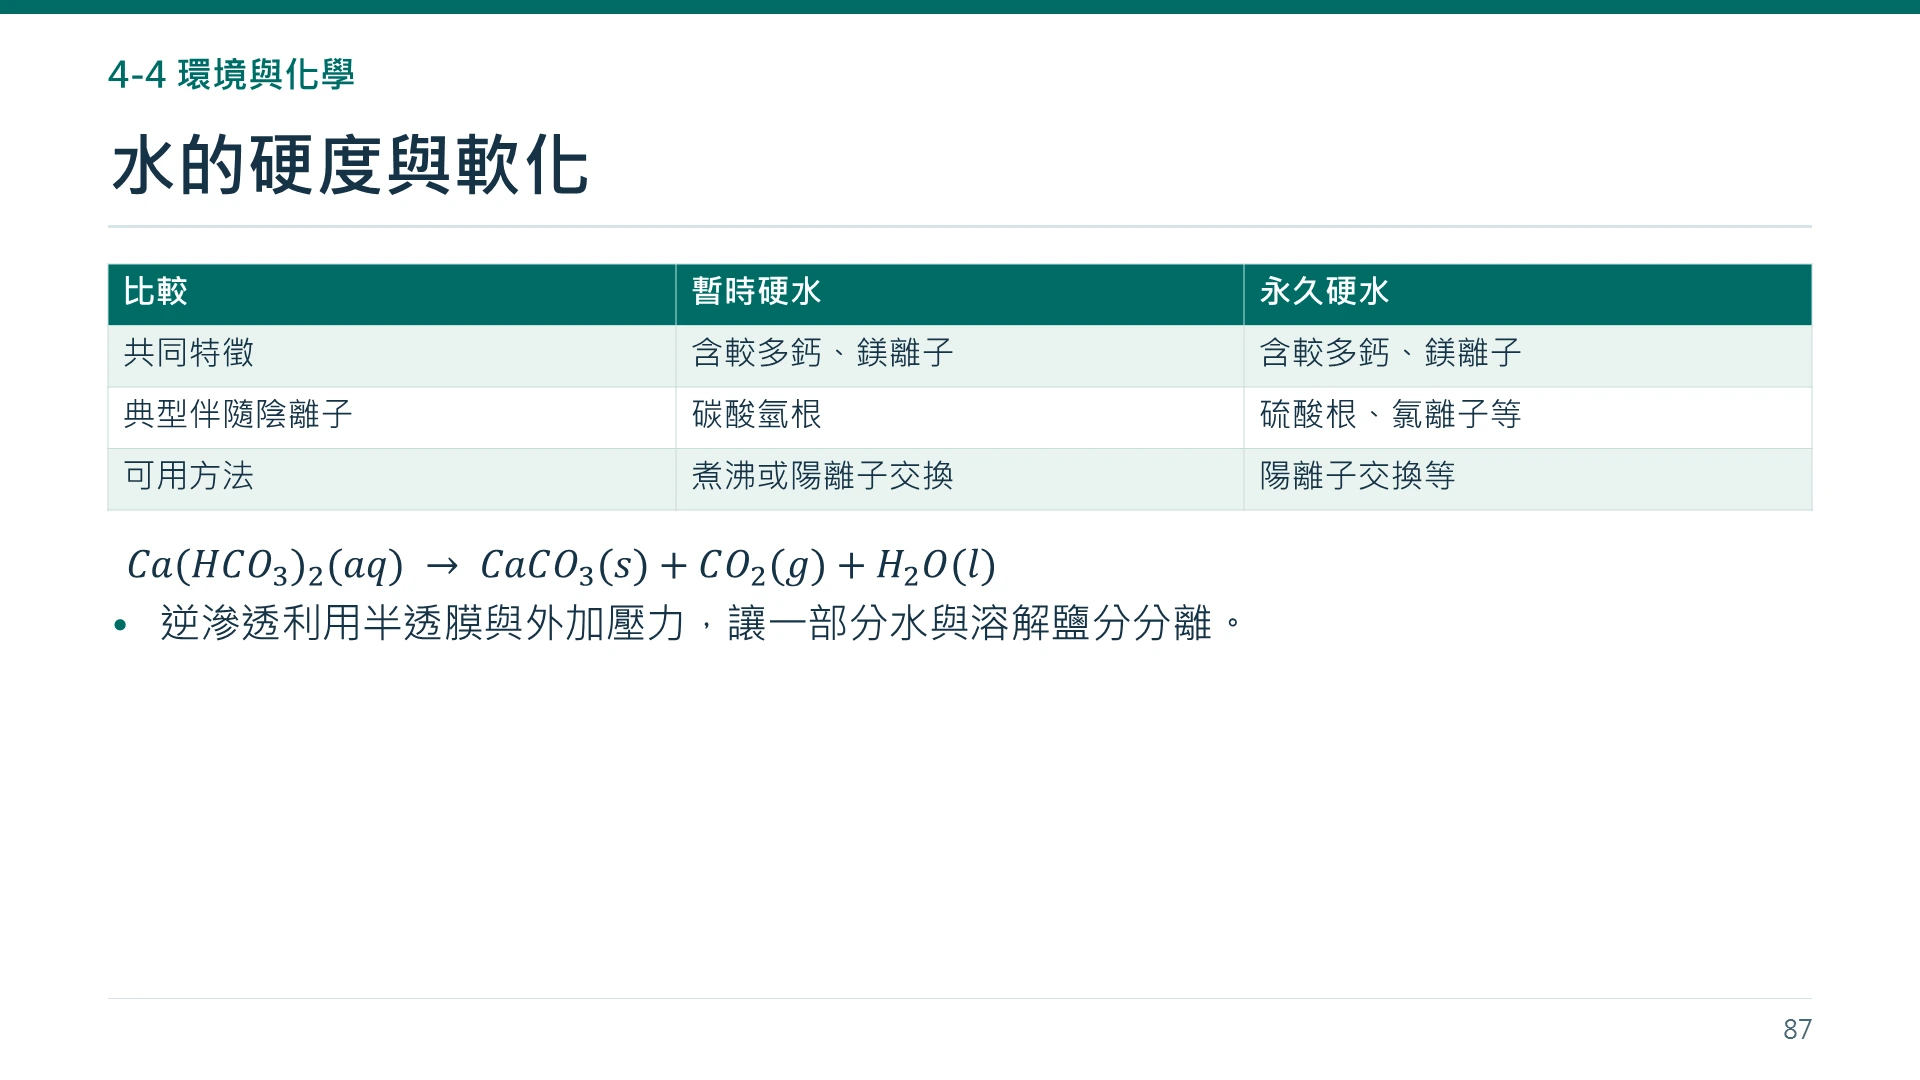 4-4 環境與化學
水的硬度與軟化
比較 暫時硬水 永久硬水
共同特徵 含較多鈣、鎂離子 含較多鈣、鎂離子
典型伴隨陰離子 碳酸氫根 硫酸根、氯離子等
可用方法 煮沸或陽離子交換 陽離子交換等
Ca(HCO₃)₂(aq) → CaCO₃(s) + CO₂(g) + H₂O(l)
• 逆滲透利用半透膜與外加壓力，讓一部分水與溶解鹽分分離。
87